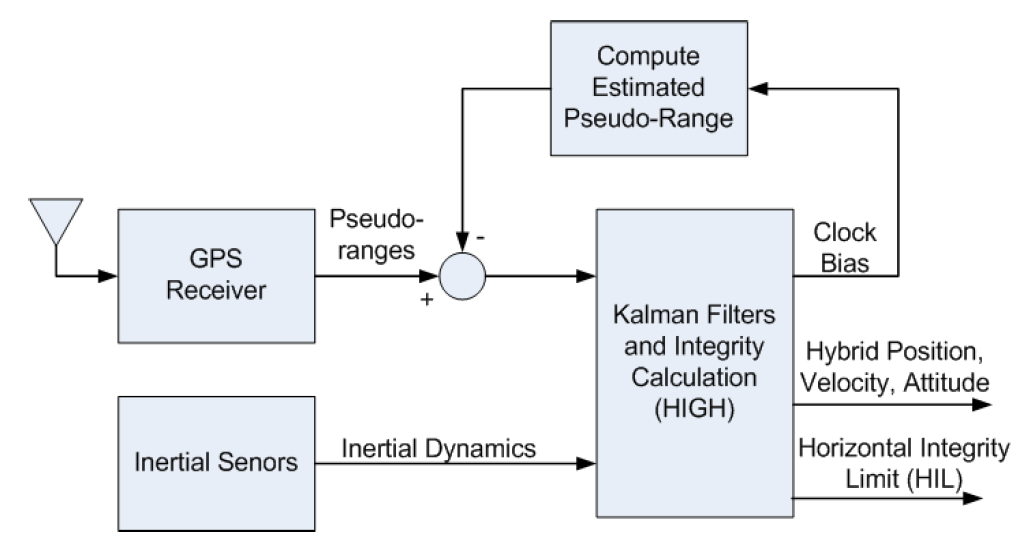 Compute
Estimated
Pseudo-Range
Pseudo-
ranges
-
+
GPS
Receiver
Clock
Bias
Kalman Filters
and Integrity
Calculation
(HIGH)
Hybrid Position,
Velocity, Attitude
Inertial Senors
Inertial Dynamics
Horizontal Integrity
Limit (HIL)